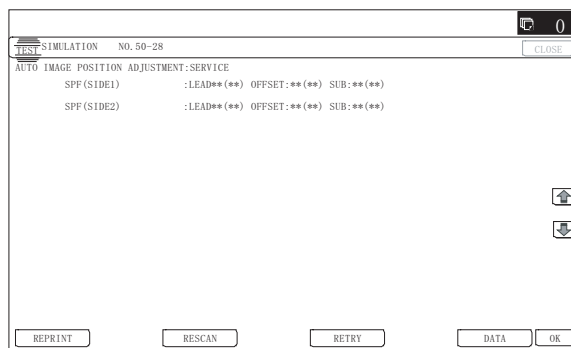 0
TEST SIMULATION NO.50-28
CLOSE
AUTO IMAGE POSITION ADJUSTMENT:SERVICE
SPF(SIDE1) :LEAD**(**) OFFSET:**(**) SUB:**(**)
SPF(SIDE2) :LEAD**(**) OFFSET:**(**) SUB:**(**)
REPRINT RESCAN RETRY DATA OK